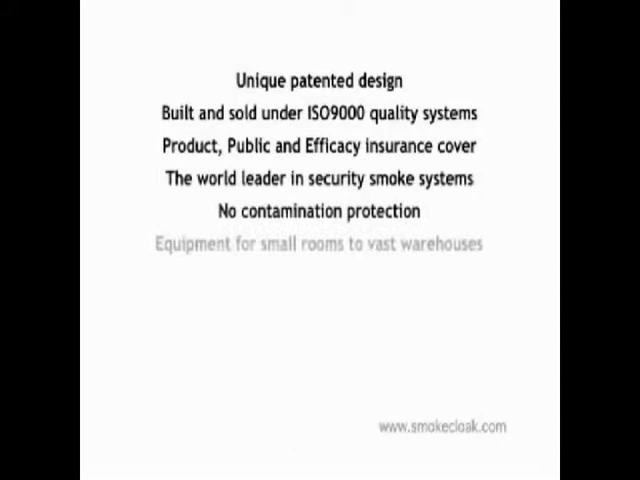 Unique patented design
Built and sold under ISO9000 quality systems
Product, Public and Efficacy insurance cover
The world leader in security smoke systems
No contamination protection
Equipment for small rooms to vast warehouses
www.smokecloak.com